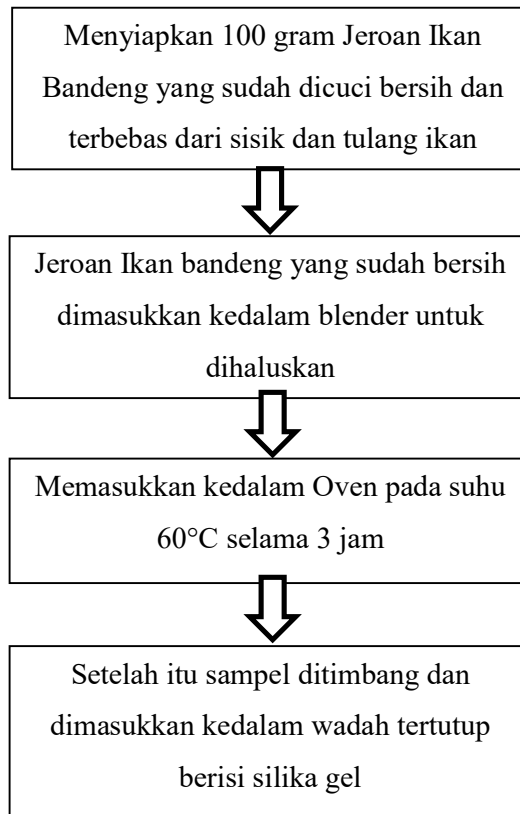 Menyiapkan 100 gram Jeroan Ikan
Bandeng yang sudah dicuci bersih dan
terbebas dari sisik dan tulang ikan
Jeroan Ikan bandeng yang sudah bersih
dimasukkan kedalam blender untuk
dihaluskan
Memasukkan kedalam Oven pada suhu
60°C selama 3 jam
Setelah itu sampel ditimbang dan
dimasukkan kedalam wadah tertutup
berisi silika gel